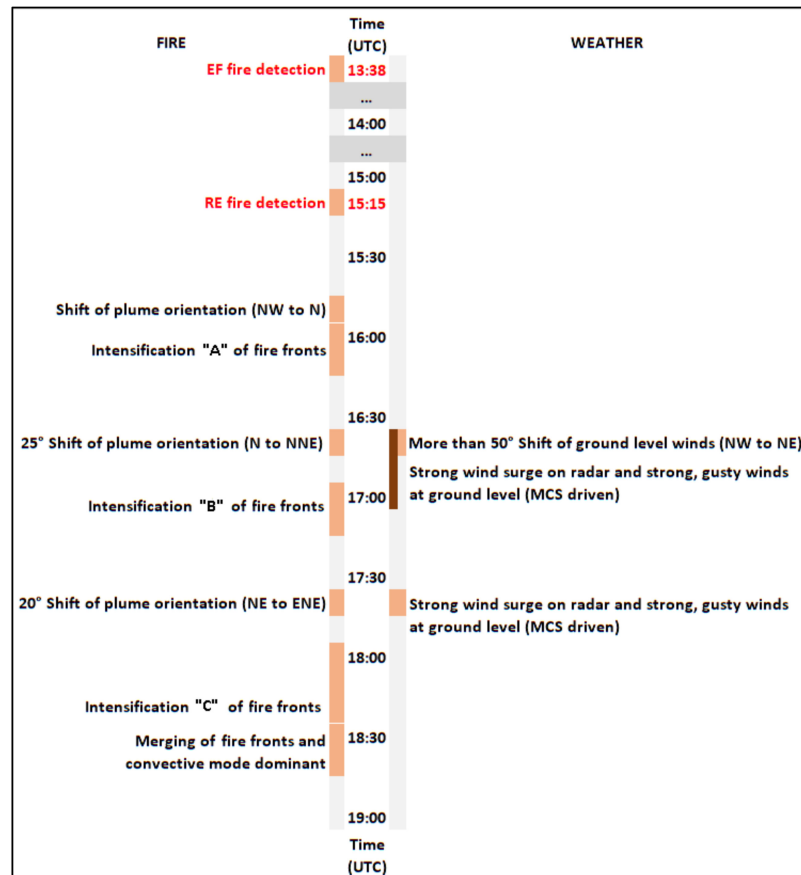 Time
(UTC)
FIRE
WEATHER
EF fire detection 13:38
...
14:00
...
15:00
RE fire detection 15:15
15:30
Shift of plume orientation (NW to N)
16:00
Intensification "A" of fire fronts
16:30
25° Shift of plume orientation (N to NNE)
More than 50° Shift of ground level winds (NW to NE)
Strong wind surge on radar and strong, gusty winds
at ground level (MCS driven)
17:00
Intensification "B" of fire fronts
17:30
20° Shift of plume orientation (NE to ENE)
Strong wind surge on radar and strong, gusty winds
at ground level (MCS driven)
18:00
Intensification "C" of fire fronts
18:30
Merging of fire fronts and
convective mode dominant
19:00
Time
(UTC)